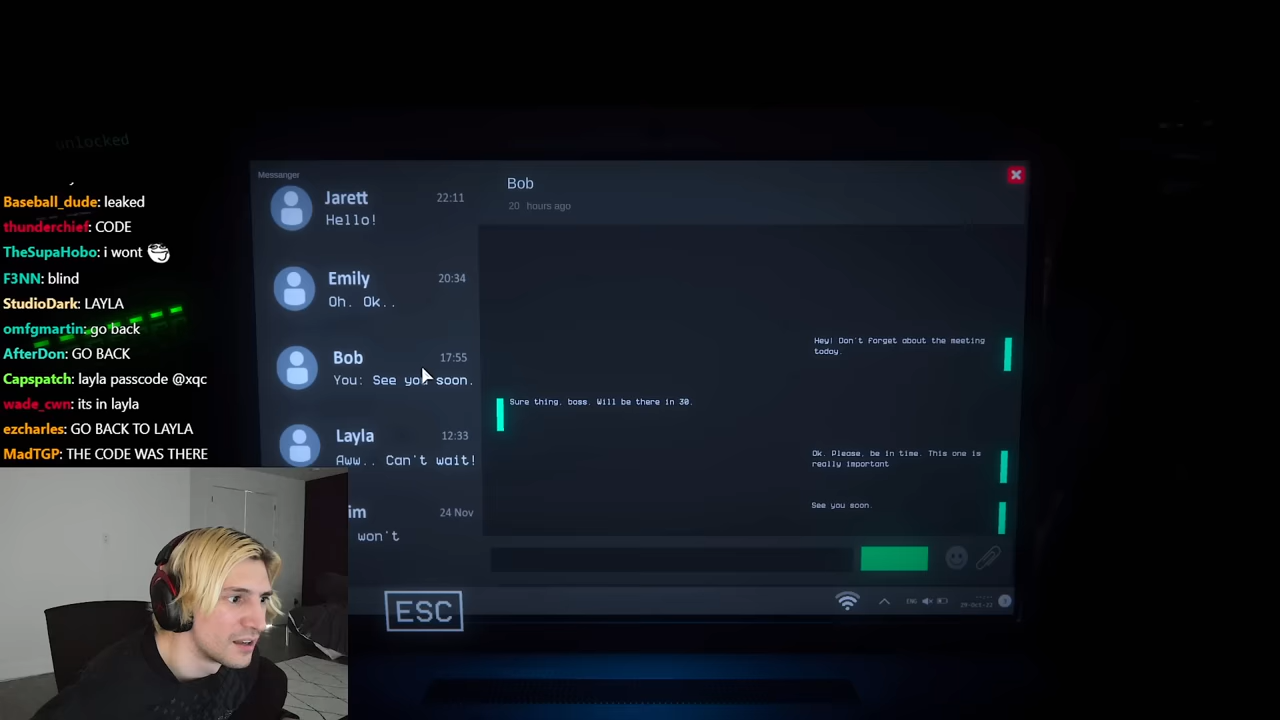 unlocked
Baseball_dude: leaked
thunderchief: CODE
TheSupaHobo: i wont
F3NN: blind
StudioDark: LAYLA
omfgmartin: go back
AfterDon: GO BACK
Capspatch: layla passcode @xqc
wade_cwn: its in layla
ezcharles: GO BACK TO LAYLA
MadTGP: THE CODE WAS THERE
Messanger
Jarett 22:11
Hello!
Emily 20:34
Oh. Ok..
Bob 17:55
You: See you soon.
Layla 12:33
Aww.. Can't wait!
im 24 Nov
won't
Bob
20 hours ago
Hey! Don't forget about the meeting
today.
Sure thing, boss. Will be there in 30.
Ok. Please, be in time. This one is
really important
See you soon.
ESC
ENG